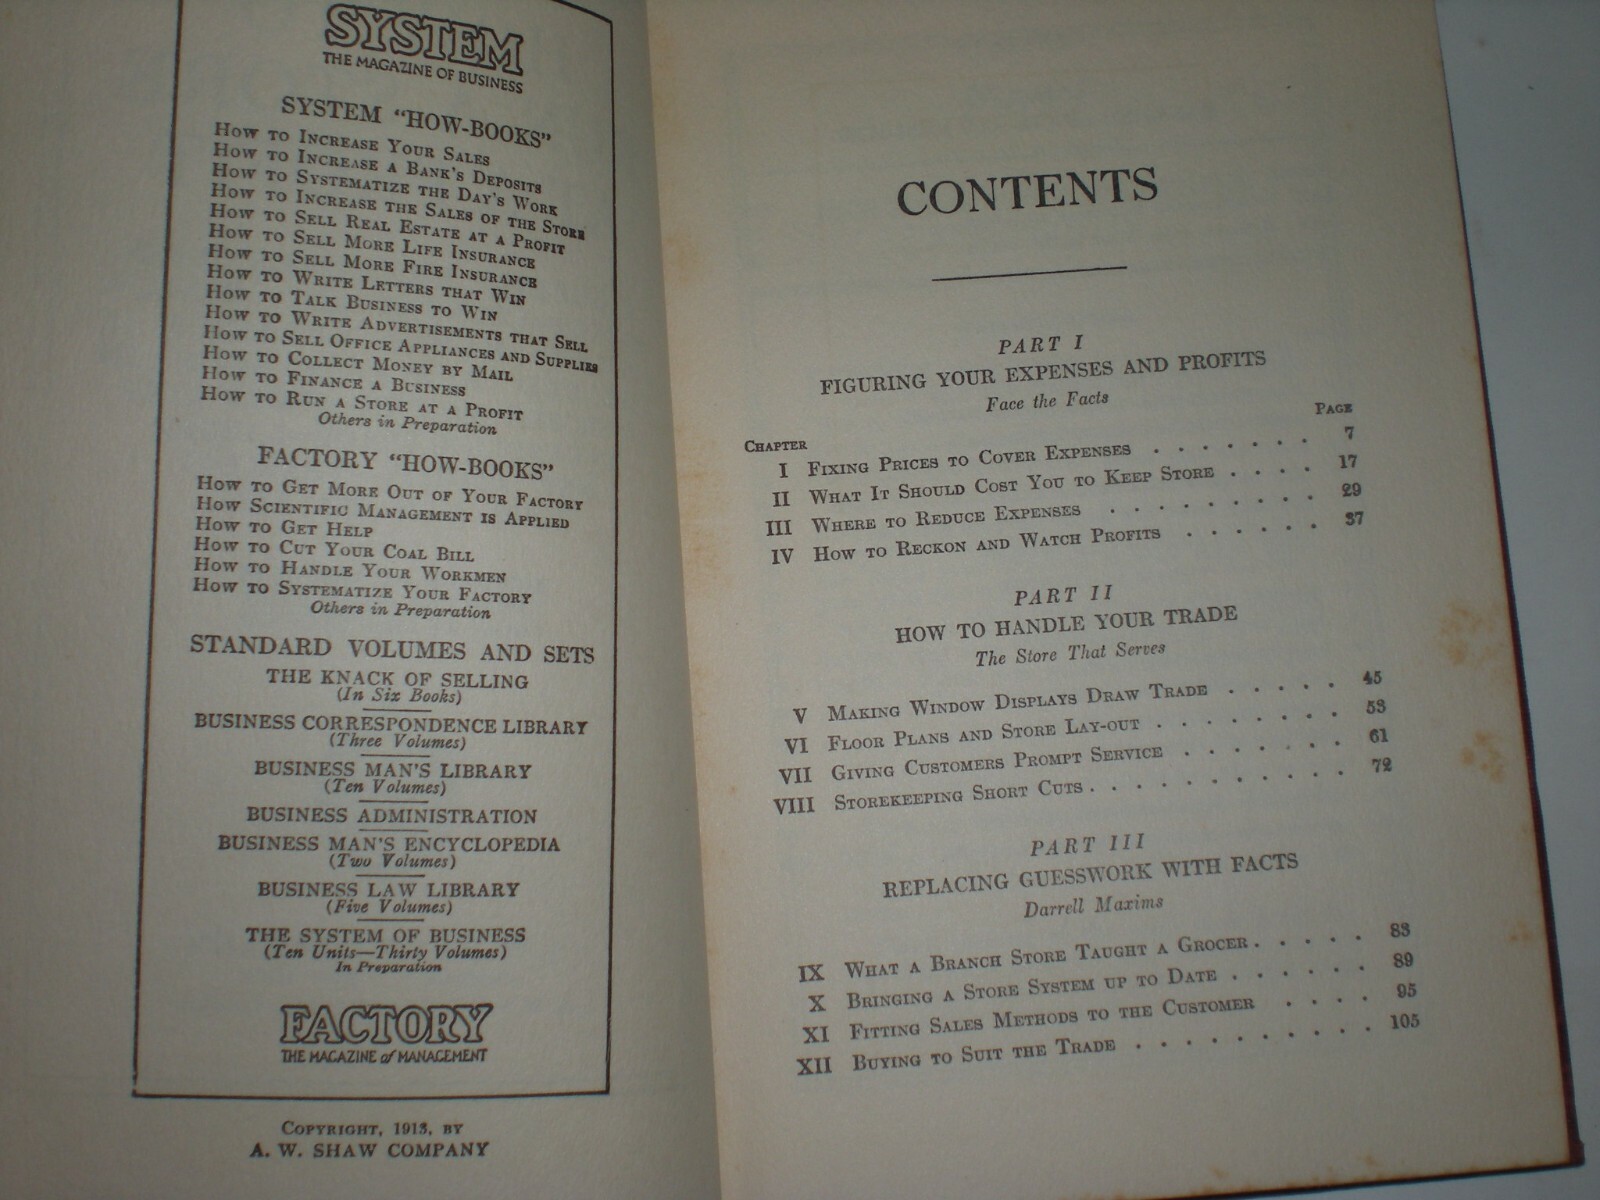 SYSTEM
THE MAGAZINE OF BUSINESS
SYSTEM "HOW-BOOKS"
How to Increase Your Sales
How to Increase a Bank's Deposits
How to Systematize the Day's Work
How to Increase the Sales of the Store
How to Sell Real Estate at a Profit
How to Sell More Life Insurance
How to Sell More Fire Insurance
How to Write Letters that Win
How to Talk Business to Win
How to Write Advertisements that Sell
How to Sell Office Appliances and Supplies
How to Collect Money by Mail
How to Finance a Business
How to Run a Store at a Profit
Others in Preparation
FACTORY "HOW-BOOKS"
How to Get More Out of Your Factory
How Scientific Management is Applied
How to Get Help
How to Cut Your Coal Bill
How to Handle Your Workmen
How to Systematize Your Factory
Others in Preparation
STANDARD VOLUMES AND SETS
THE KNACK OF SELLING
(In Six Books)
BUSINESS CORRESPONDENCE LIBRARY
(Three Volumes)
BUSINESS MAN'S LIBRARY
(Ten Volumes)
BUSINESS ADMINISTRATION
BUSINESS MAN'S ENCYCLOPEDIA
(Two Volumes)
BUSINESS LAW LIBRARY
(Five Volumes)
THE SYSTEM OF BUSINESS
(Ten Units—Thirty Volumes)
In Preparation
FACTORY
THE MAGAZINE of MANAGEMENT
Copyright, 1913, by
A. W. SHAW COMPANY
CONTENTS
PART I
FIGURING YOUR EXPENSES AND PROFITS
Face the Facts
Chapter Page
I Fixing Prices to Cover Expenses . . . . . . . 7
II What It Should Cost You to Keep Store . . . . 17
III Where to Reduce Expenses . . . . . . . . . 29
IV How to Reckon and Watch Profits . . . . . . 37
PART II
HOW TO HANDLE YOUR TRADE
The Store That Serves
V Making Window Displays Draw Trade . . . . . 45
VI Floor Plans and Store Lay-out . . . . . . . . 53
VII Giving Customers Prompt Service . . . . . . . 61
VIII Storekeeping Short Cuts . . . . . . . . . . 72
PART III
REPLACING GUESSWORK WITH FACTS
Darrell Maxims
IX What a Branch Store Taught a Grocer . . . . . 83
X Bringing a Store System up to Date . . . . . . 89
XI Fitting Sales Methods to the Customer . . . . 95
XII Buying to Suit the Trade . . . . . . . . . . 105